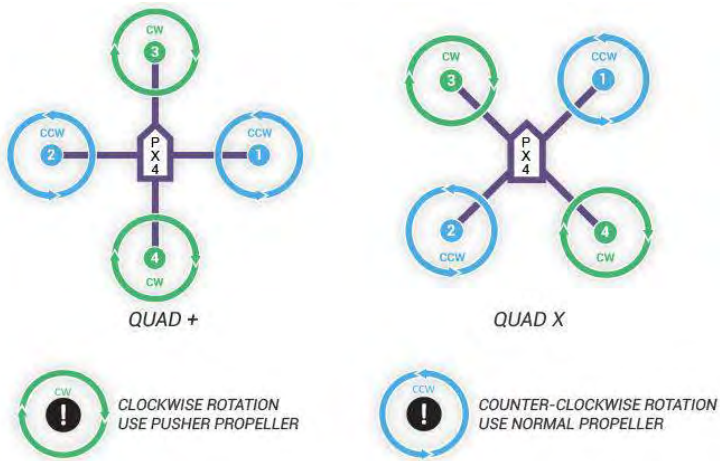 CW
3
CCW
2
P
X
4
CCW
1
4
CW
QUAD +
CW
3
CCW
1
P
X
4
2
CCW
4
CW
QUAD X
CW
!
CLOCKWISE ROTATION
USE PUSHER PROPELLER
CCW
!
COUNTER-CLOCKWISE ROTATION
USE NORMAL PROPELLER